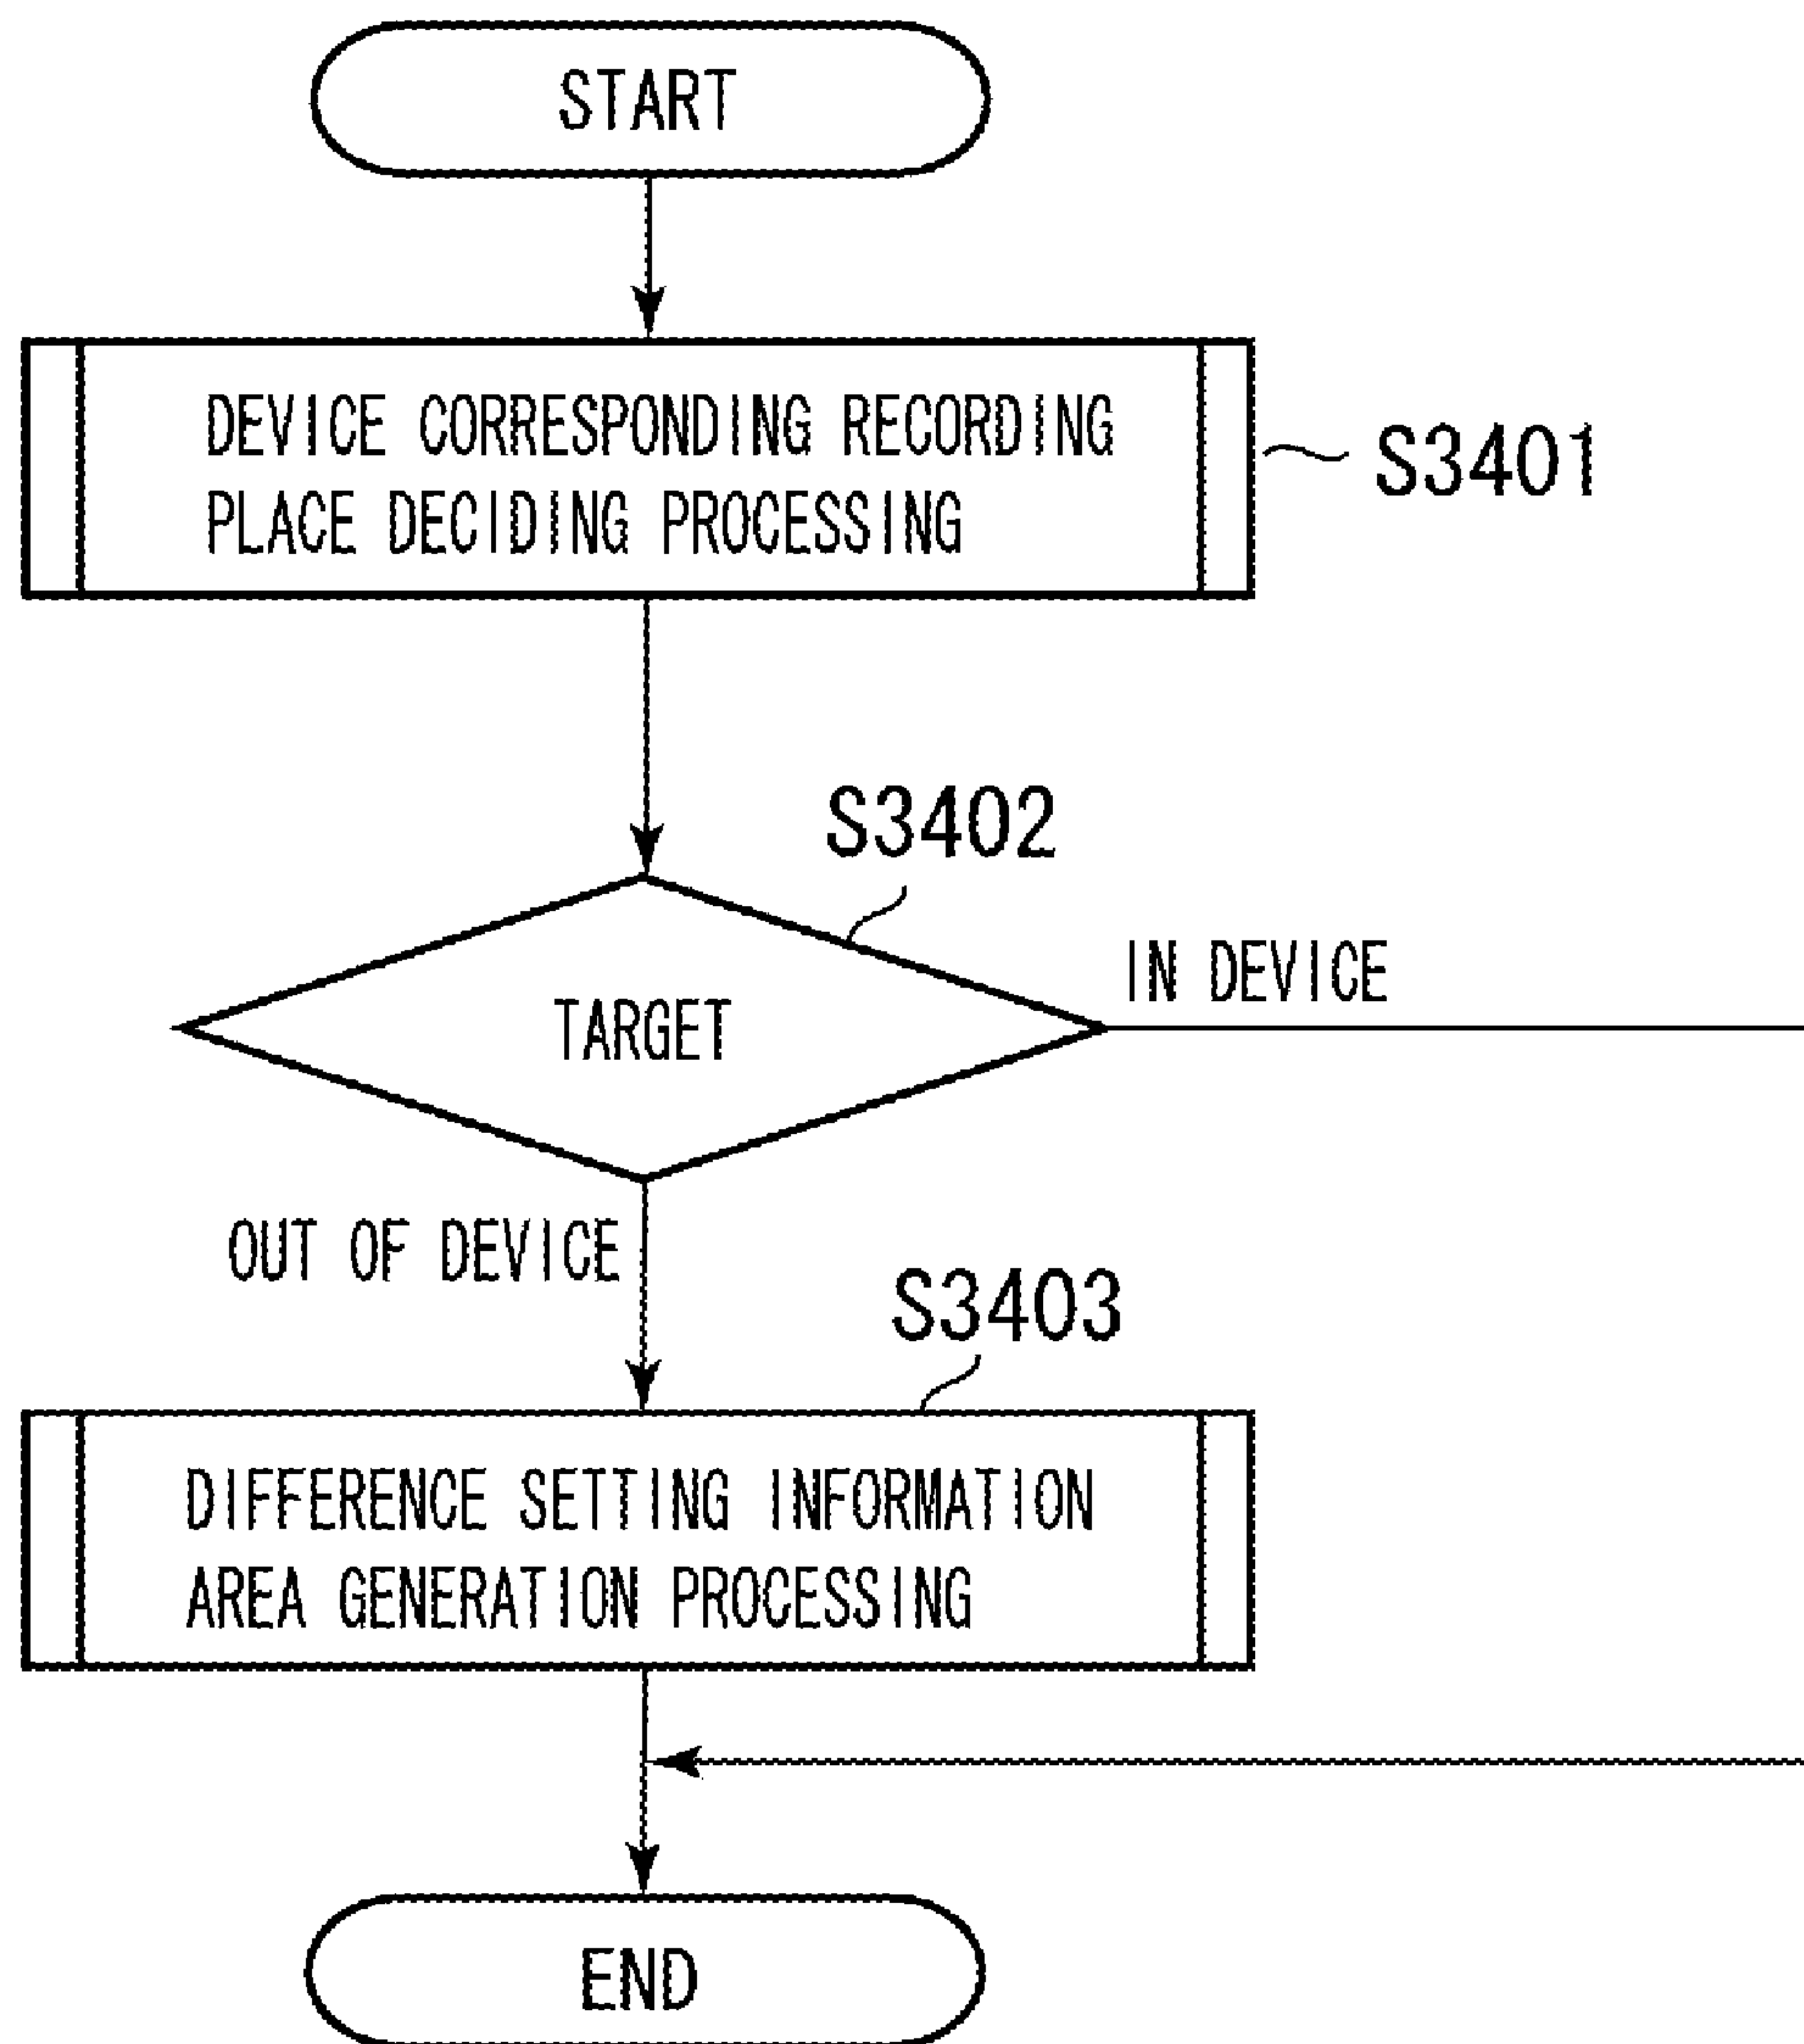 START
DEVICE CORRESPONDING RECORDING
PLACE DECIDING PROCESSING
S3401
S3402
IN DEVICE
TARGET
OUT OF DEVICE
S3403
DIFFERENCE SETTING INFORMATION
AREA GENERATION PROCESSING
END